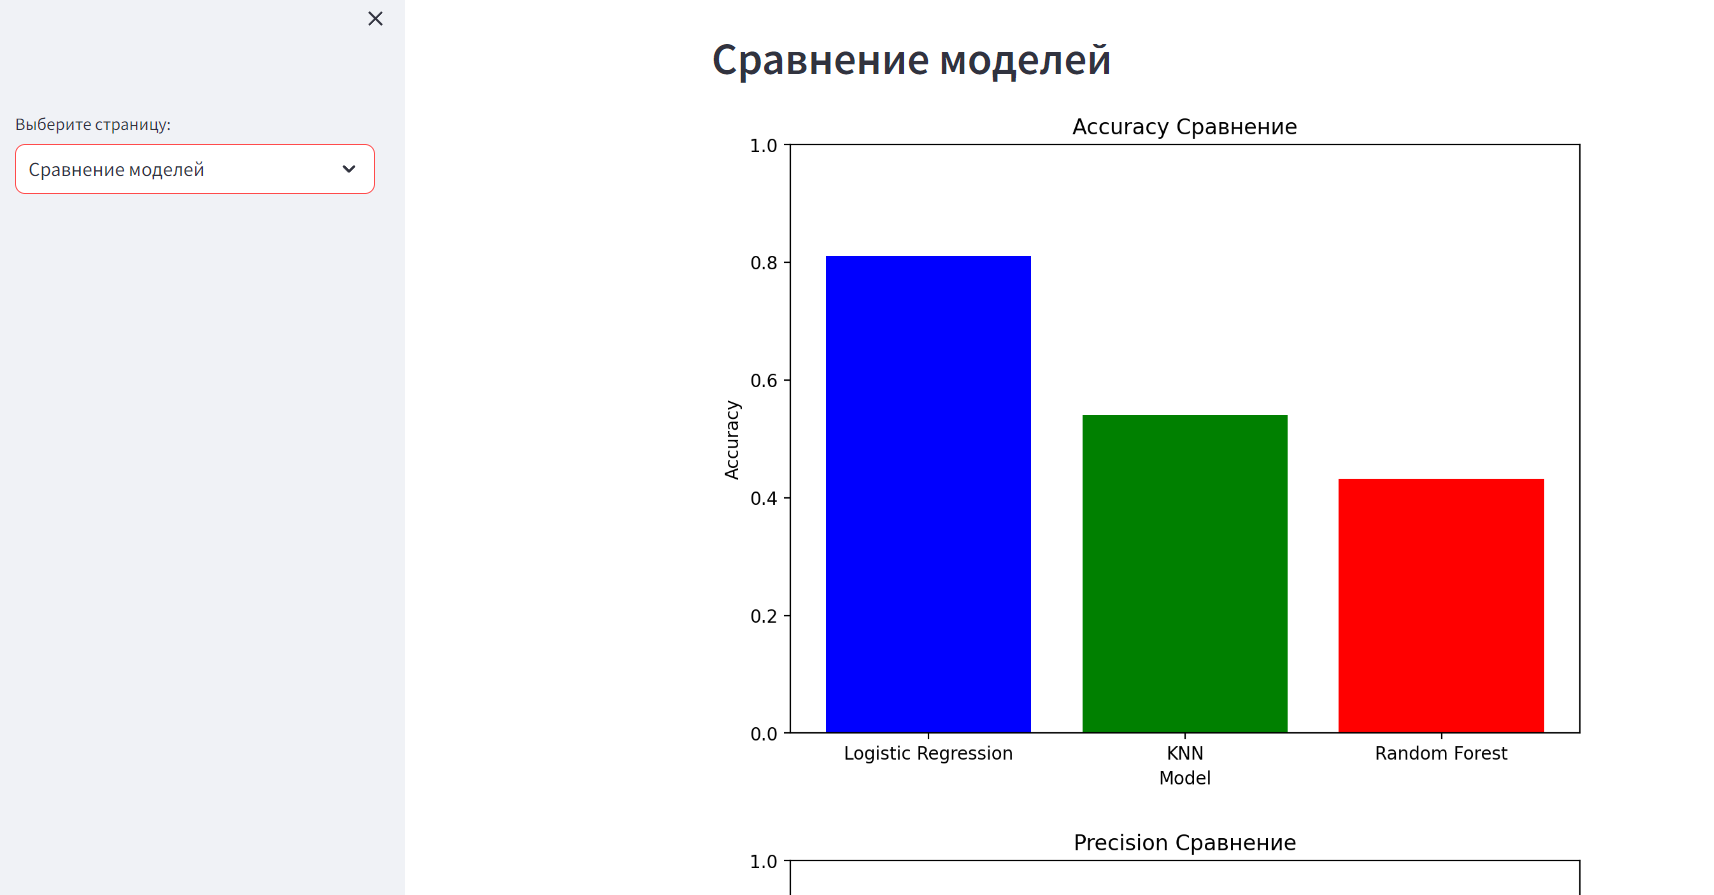 Выберите страницу:
Сравнение моделей
Сравнение моделей
Accuracy Сравнение
1.0
0.8
0.6
0.4
0.2
0.0
Accuracy
Logistic Regression KNN Random Forest
Model
Precision Сравнение
1.0